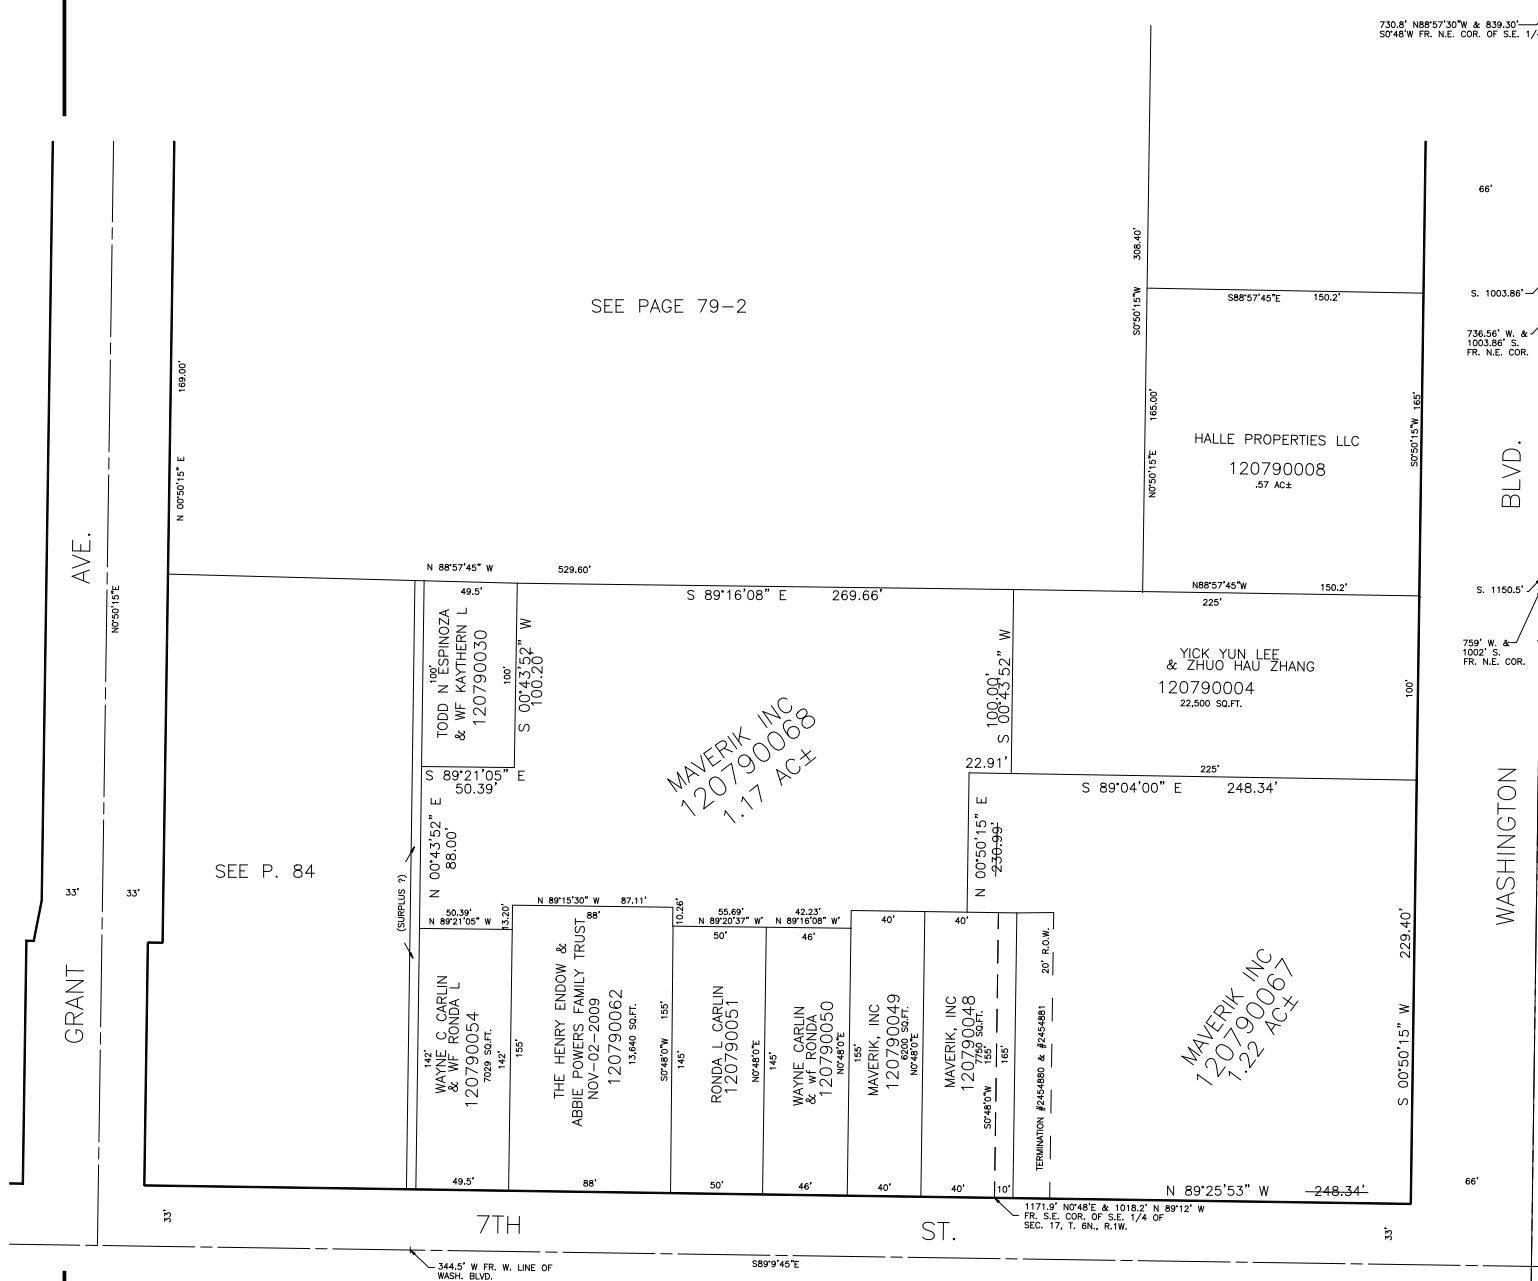 730.8' N88°57'30"W & 839.30'
S0°48'W FR. N.E. COR. OF S.E. 1/
66'
308.40'
S0°50'15"W
S88°57'45"E 150.2'
S. 1003.86'
736.56' W. &
1003.86' S.
FR. N.E. COR.
SEE PAGE 79-2
169.00'
N 00°50'15" E
165.00'
N0°50'15"E
HALLE PROPERTIES LLC
120790008
.57 AC±
S0°50'15"W 165'
BLVD.
AVE.
N0°50'15"E
N 88°57'45" W 529.60'
N88°57'45"W 150.2'
S. 1150.5'
49.5'
S 89°16'08" E 269.66'
225'
759' W. &
1002' S.
FR. N.E. COR.
100'
TODD N ESPINOZA
& WF KAYTHERN L
120790030
100'
S 00°43'52" W
100.20'
100.00'
S 00°43'52" W
YICK YUN LEE
& ZHUO HAU ZHANG
120790004
22,500 SQ.FT.
100'
MAVERIK INC
120790068
1.17 AC±
22.91'
225'
S 89°21'05" E
50.39'
S 89°04'00" E 248.34'
N 00°43'52" E
88.00'
N 00°50'15" E
230.99'
WASHINGTON
SEE P. 84
33'
33'
(SURPLUS ?)
50.39'
N 89°21'05" W
13.20'
N 89°15'30" W 87.11'
88'
10.26'
55.69'
N 89°20'37" W
50'
42.23'
N 89°16'08" W
46'
40'
40'
229.40'
S 00°50'15" W
GRANT
142'
WAYNE C CARLIN
& WF RONDA L
120790054
7029 SQ.FT.
142'
155'
THE HENRY ENDOW &
ABBIE POWERS FAMILY TRUST
NOV-02-2009
120790062
13,640 SQ.FT.
S0°48'0"W 155'
145'
RONDA L CARLIN
120790051
N0°48'0"E
145'
WAYNE CARLIN
& wf RONDA
120790050
N0°48'0"E
155'
MAVERIK, INC
120790049
6200 SQ.FT.
N0°48'0"E
MAVERIK, INC
120790048
7750 SQ.FT.
155'
S0°48'0"W
165'
20' R.O.W.
TERMINATION #2454880 & #2454881
MAVERIK INC
120790067
1.22 AC±
49.5'
88'
50'
46'
40'
40'
10'
N 89°25'53" W 248.34'
66'
33'
7TH ST.
1171.9' N0°48'E & 1018.2' N 89°12' W
FR. S.E. COR. OF S.E. 1/4 OF
SEC. 17, T. 6N., R.1W.
33'
344.5' W FR. W. LINE OF
WASH. BLVD.
S89°9'45"E